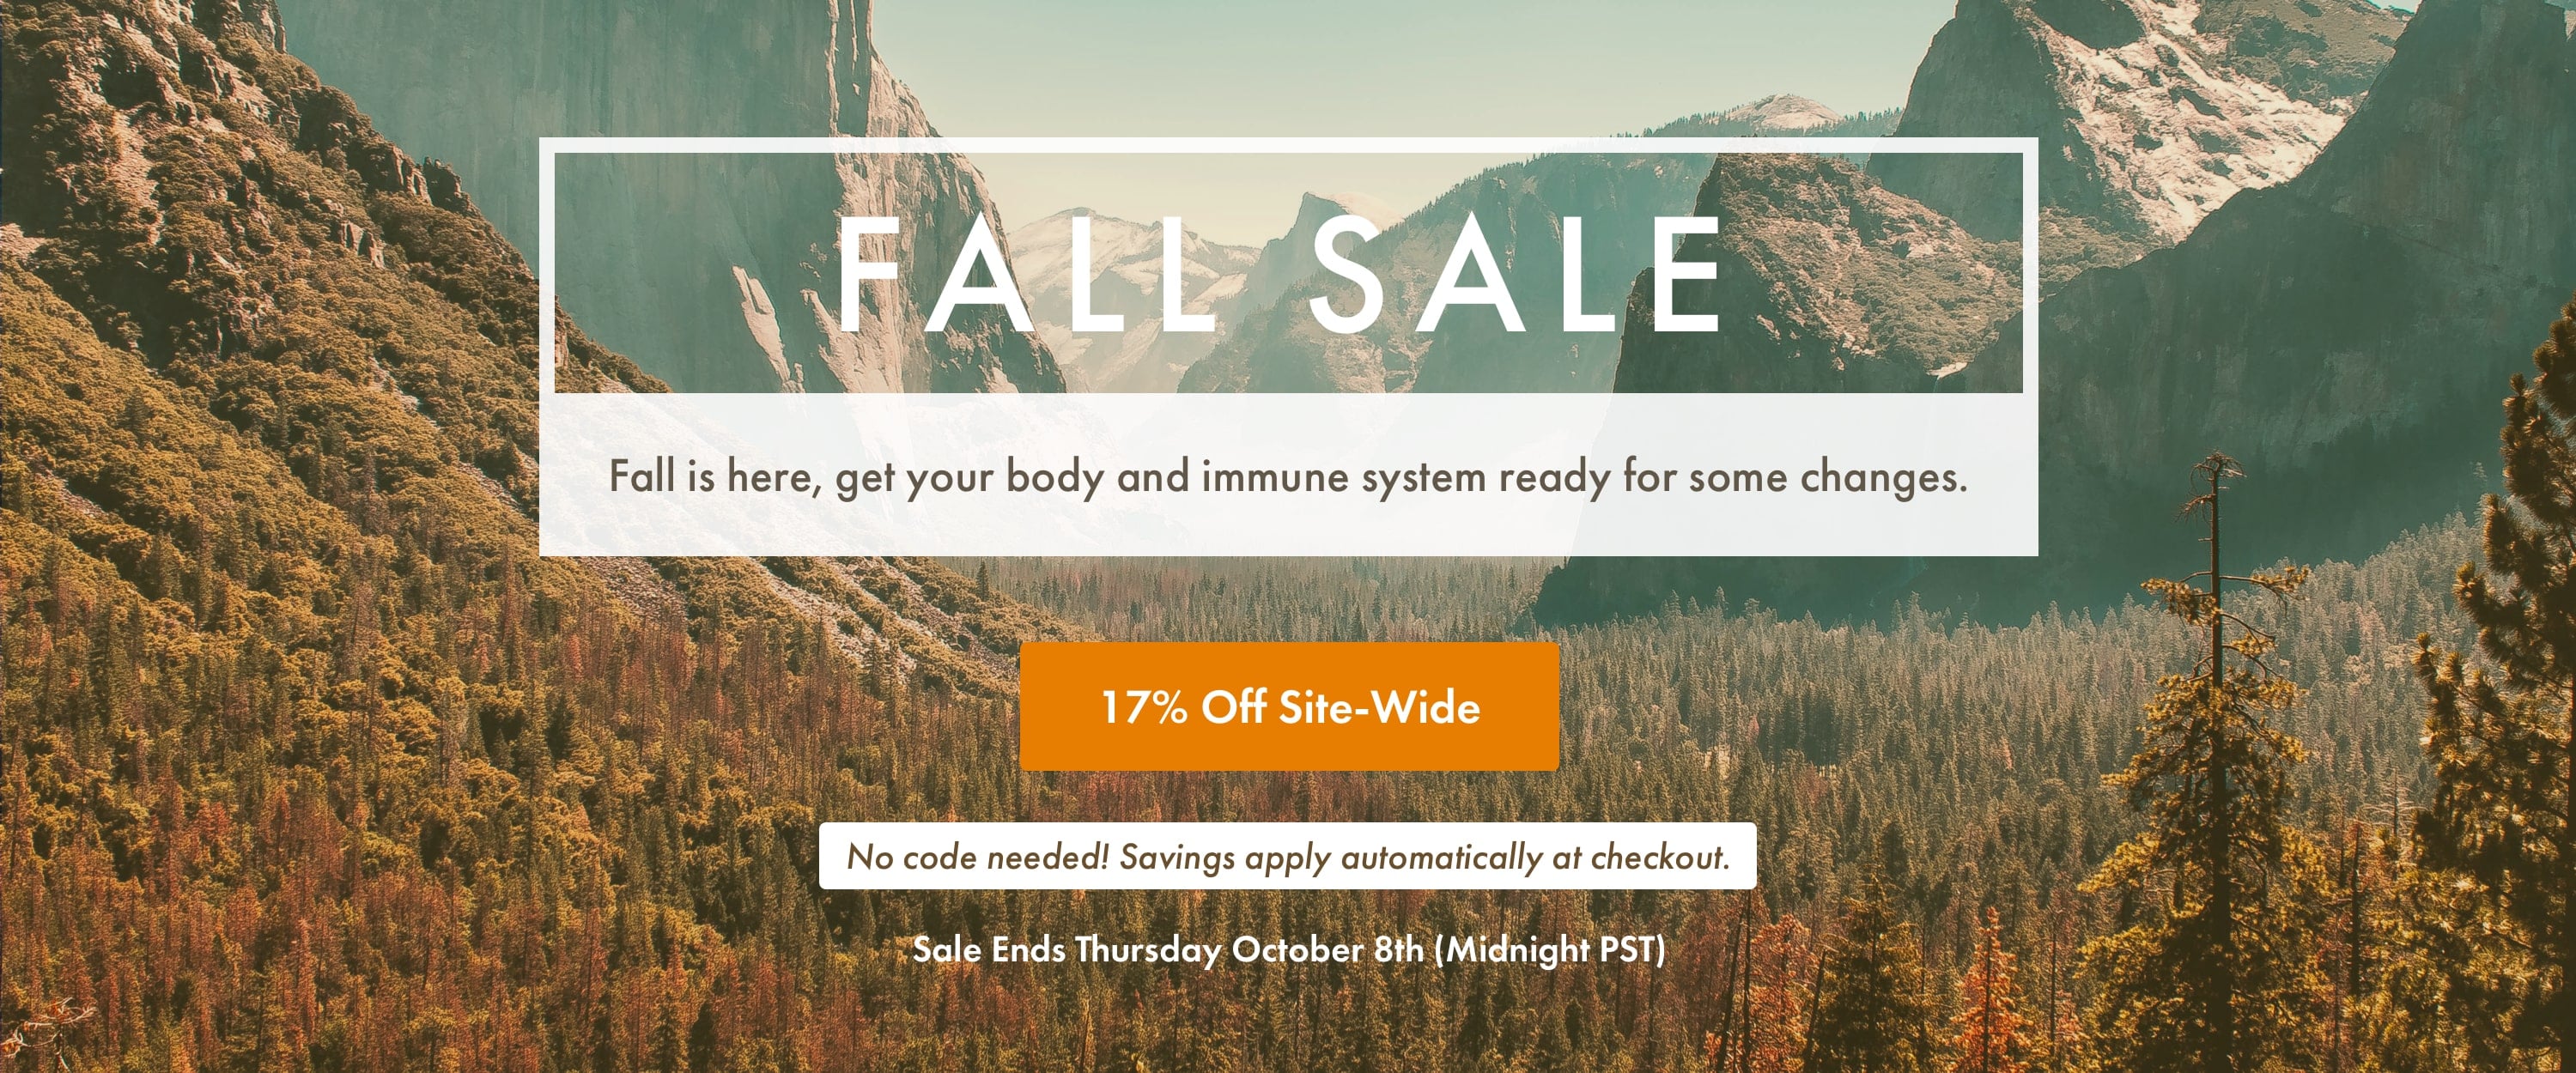 FALL SALE
Fall is here, get your body and immune system ready for some changes.
17% Off Site-Wide
No code needed! Savings apply automatically at checkout.
Sale Ends Thursday October 8th (Midnight PST)